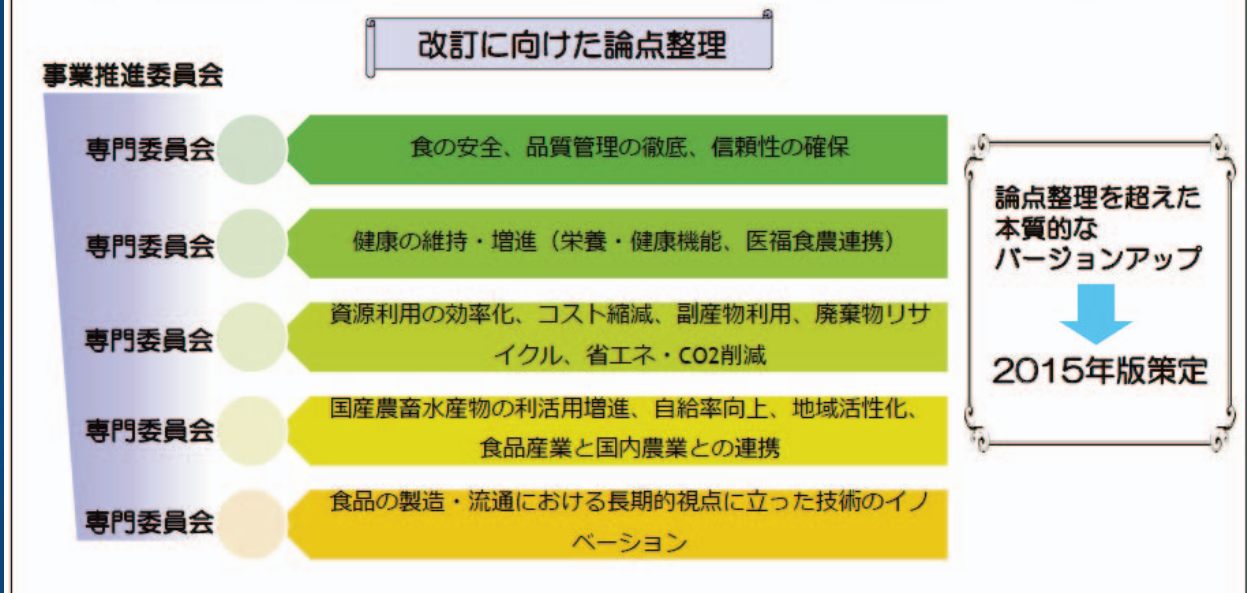 改訂に向けた論点整理
事業推進委員会
専門委員会
食の安全、品質管理の徹底、信頼性の確保
専門委員会
健康の維持・増進（栄養・健康機能、医福食農連携）
専門委員会
資源利用の効率化、コスト縮減、副産物利用、廃棄物リサ
イクル、省エネ・CO2削減
専門委員会
国産農畜水産物の利活用増進、自給率向上、地域活性化、
食品産業と国内農業との連携
専門委員会
食品の製造・流通における長期的視点に立った技術のイノ
ベーション
論点整理を超えた
本質的な
バージョンアップ
2015年版策定